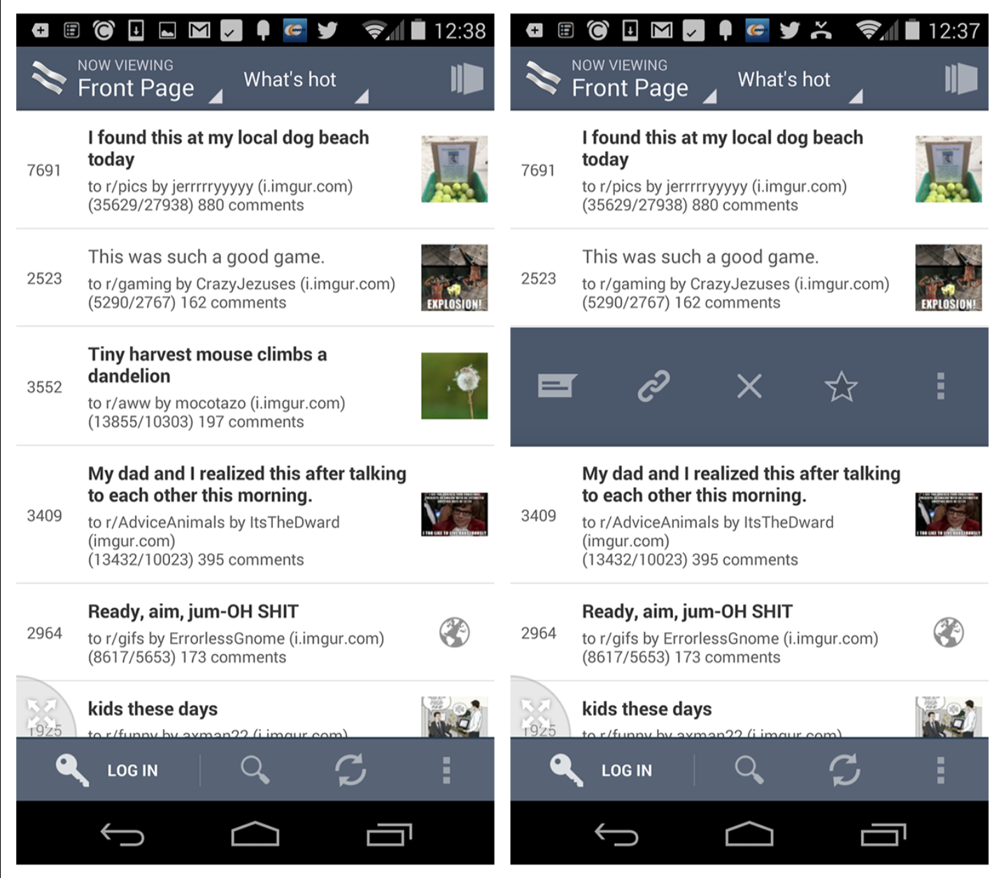 12:38
NOW VIEWING
Front Page
What's hot
7691
I found this at my local dog beach
today
to r/pics by jerrrrryyyyy (i.imgur.com)
(35629/27938) 880 comments
2523
This was such a good game.
to r/gaming by CrazyJezuses (i.imgur.com)
(5290/2767) 162 comments
EXPLOSION!
3552
Tiny harvest mouse climbs a
dandelion
to r/aww by mocotazo (i.imgur.com)
(13855/10303) 197 comments
3409
My dad and I realized this after talking
to each other this morning.
to r/AdviceAnimals by ItsTheDward
(imgur.com)
(13432/10023) 395 comments
I TOO LIKE TO LIVE DANGEROUSLY
2964
Ready, aim, jum-OH SHIT
to r/gifs by ErrorlessGnome (i.imgur.com)
(8617/5653) 173 comments
1925
kids these days
to r/funny by axman22 (i.imgur.com)
LOG IN
12:37
NOW VIEWING
Front Page
What's hot
7691
I found this at my local dog beach
today
to r/pics by jerrrrryyyyy (i.imgur.com)
(35629/27938) 880 comments
2523
This was such a good game.
to r/gaming by CrazyJezuses (i.imgur.com)
(5290/2767) 162 comments
EXPLOSION!
3409
My dad and I realized this after talking
to each other this morning.
to r/AdviceAnimals by ItsTheDward
(imgur.com)
(13432/10023) 395 comments
I TOO LIKE TO LIVE DANGEROUSLY
2964
Ready, aim, jum-OH SHIT
to r/gifs by ErrorlessGnome (i.imgur.com)
(8617/5653) 173 comments
1925
kids these days
to r/funny by axman22 (i.imgur.com)
LOG IN